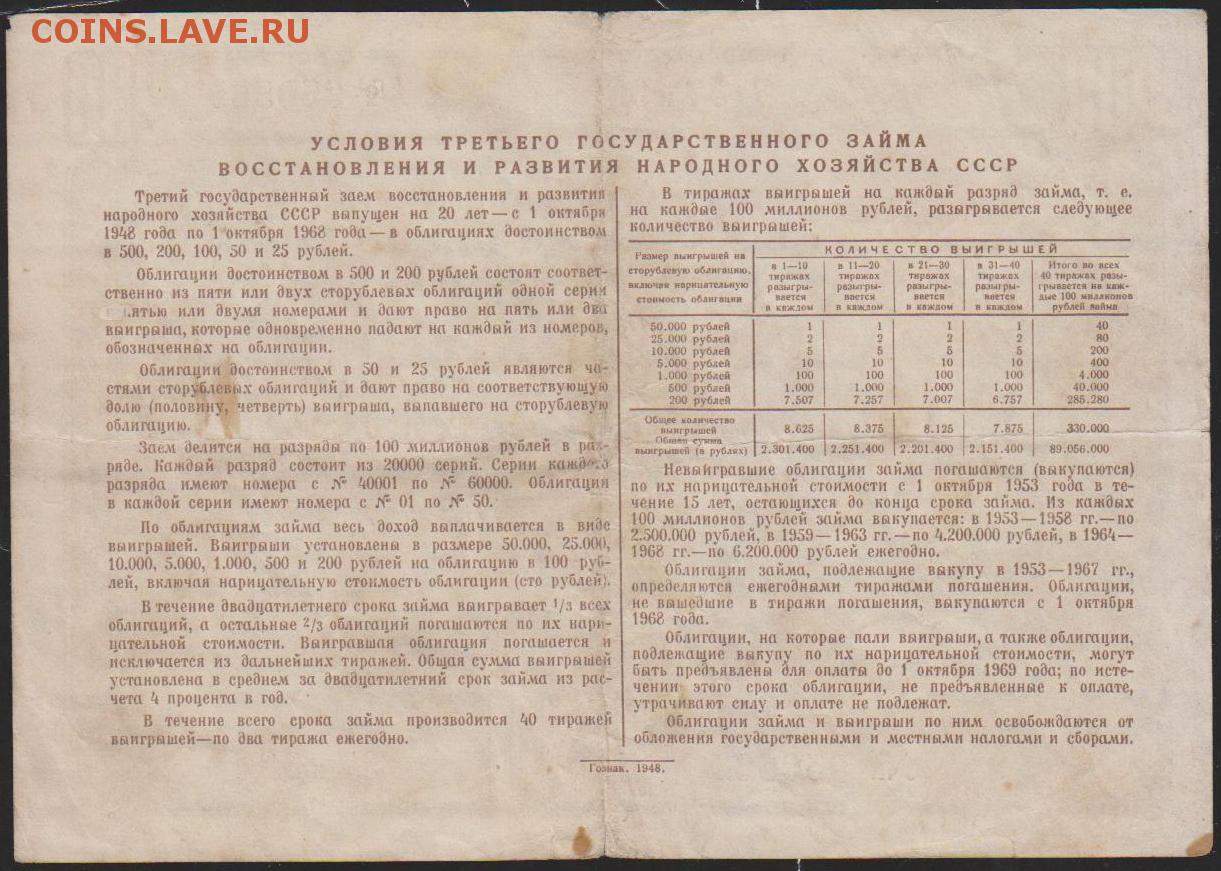 COINS.LAVE.RU
УСЛОВИЯ ТРЕТЬЕГО ГОСУДАРСТВЕННОГО ЗАЙМА
ВОССТАНОВЛЕНИЯ И РАЗВИТИЯ НАРОДНОГО ХОЗЯЙСТВА СССР
Третий государственный заем восстановления и развития
народного хозяйства СССР выпущен на 20 лет—с 1 октября
1948 года по 1 октября 1968 года—в облигациях достоинством
в 500, 200, 100, 50 и 25 рублей.
Облигации достоинством в 500 и 200 рублей состоят соответ-
ственно из пяти или двух сторублевых облигаций одной серии
ятью или двумя номерами и дают право на пять или два
выигрыша, которые одновременно падают на каждый из номеров,
обозначенных на облигации.
Облигации достоинством в 50 и 25 рублей являются ча-
стями сторублевых облигаций и дают право на соответствующую
долю (половину, четверть) выигрыша, выпавшего на сторублевую
облигацию.
Заем делится на разряды по 100 миллионов рублей в раз-
ряде. Каждый разряд состоит из 20000 серий. Серии каждого
разряда имеют номера с № 40001 по № 60000. Облигации
в каждой серии имеют номера с № 01 по № 50.
По облигациям займа весь доход выплачивается в виде
выигрышей. Выигрыши установлены в размере 50.000, 25.000,
10.000, 5.000, 1.000, 500 и 200 рублей на облигацию в 100 руб-
лей, включая нарицательную стоимость облигации (сто рублей).
В течение двадцатилетнего срока займа выигрывает 1/3 всех
облигаций, а остальные 2/3 облигаций погашаются по их нари-
цательной стоимости. Выигравшая облигация погашается и
исключается из дальнейших тиражей. Общая сумма выигрышей
установлена в среднем за двадцатилетний срок займа из рас-
чета 4 процента в год.
В течение всего срока займа производится 40 тиражей
выигрышей—по два тиража ежегодно.
В тиражах выигрышей на каждый разряд займа, т. е.
на каждые 100 миллионов рублей, разыгрывается следующее
количество выигрышей:
Размер выигрышей на
сторублевую облигацию,
включая нарицательную
стоимость облигации
КОЛИЧЕСТВО ВЫИГРЫШЕЙ
в 1—10
тиражах
разыгры-
вается
в каждом
в 11—20
тиражах
разыгры-
вается
в каждом
в 21—30
тиражах
разыгры-
вается
в каждом
в 31—40
тиражах
разыгры-
вается
в каждом
Итого во всех
40 тиражах разы-
грывается на каж-
дые 100 миллионов
рублей займа
50.000 рублей 1 1 1 1 40
25.000 рублей 2 2 2 2 80
10.000 рублей 5 5 5 5 200
5.000 рублей 10 10 10 10 400
1.000 рублей 100 100 100 100 4.000
500 рублей 1.000 1.000 1.000 1.000 40.000
200 рублей 7.507 7.257 7.007 6.757 285.280
Общее количество
выигрышей 8.625 8.375 8.125 7.875 330.000
Общая сумма
выигрышей (в рублях) 2.301.400 2.251.400 2.201.400 2.151.400 89.056.000
Невыигравшие облигации займа погашаются (выкупаются)
по их нарицательной стоимости с 1 октября 1953 года в те-
чение 15 лет, остающихся до конца срока займа. Из каждых
100 миллионов рублей займа выкупается: в 1953—1958 гг.—по
2.500.000 рублей, в 1959—1963 гг.—по 4.200.000 рублей, в 1964—
1968 гг.—по 6.200.000 рублей ежегодно.
Облигации займа, подлежащие выкупу в 1953—1967 гг.,
определяются ежегодными тиражами погашения. Облигации,
не вышедшие в тиражи погашения, выкупаются с 1 октября
1968 года.
Облигации, на которые пали выигрыши, а также облигации,
подлежащие выкупу по их нарицательной стоимости, могут
быть предъявлены для оплаты до 1 октября 1969 года; по исте-
чении этого срока облигации, не предъявленные к оплате,
утрачивают силу и оплате не подлежат.
Облигации займа и выигрыши по ним освобождаются от
обложения государственными и местными налогами и сборами.
Гознак. 1948.